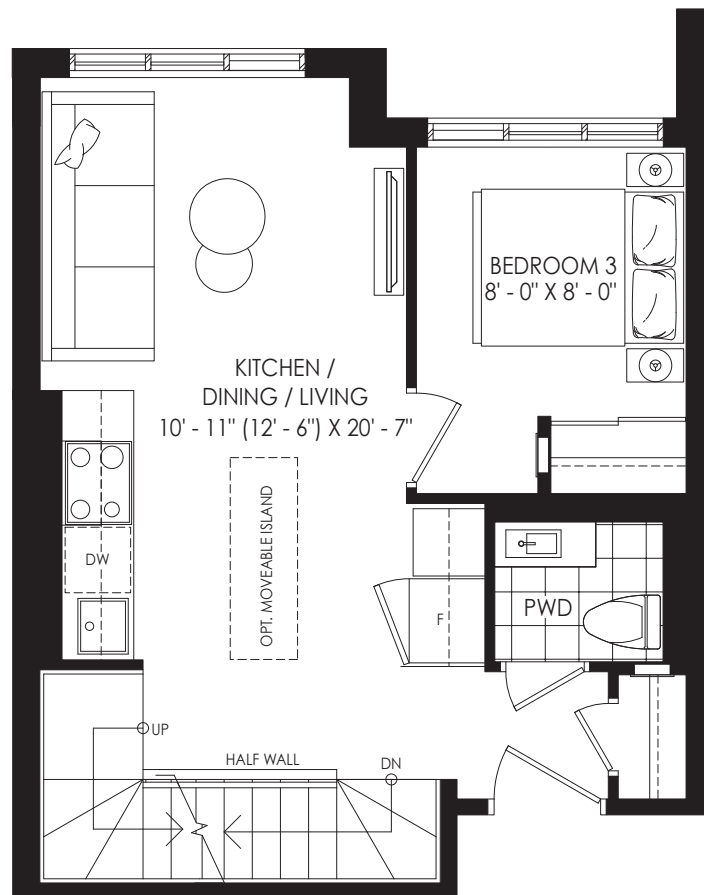 BEDROOM 3
8' - 0" X 8' - 0"
KITCHEN /
DINING / LIVING
10' - 11" (12' - 6") X 20' - 7"
OPT. MOVEABLE ISLAND
DW
F
PWD
UP
HALF WALL
DN